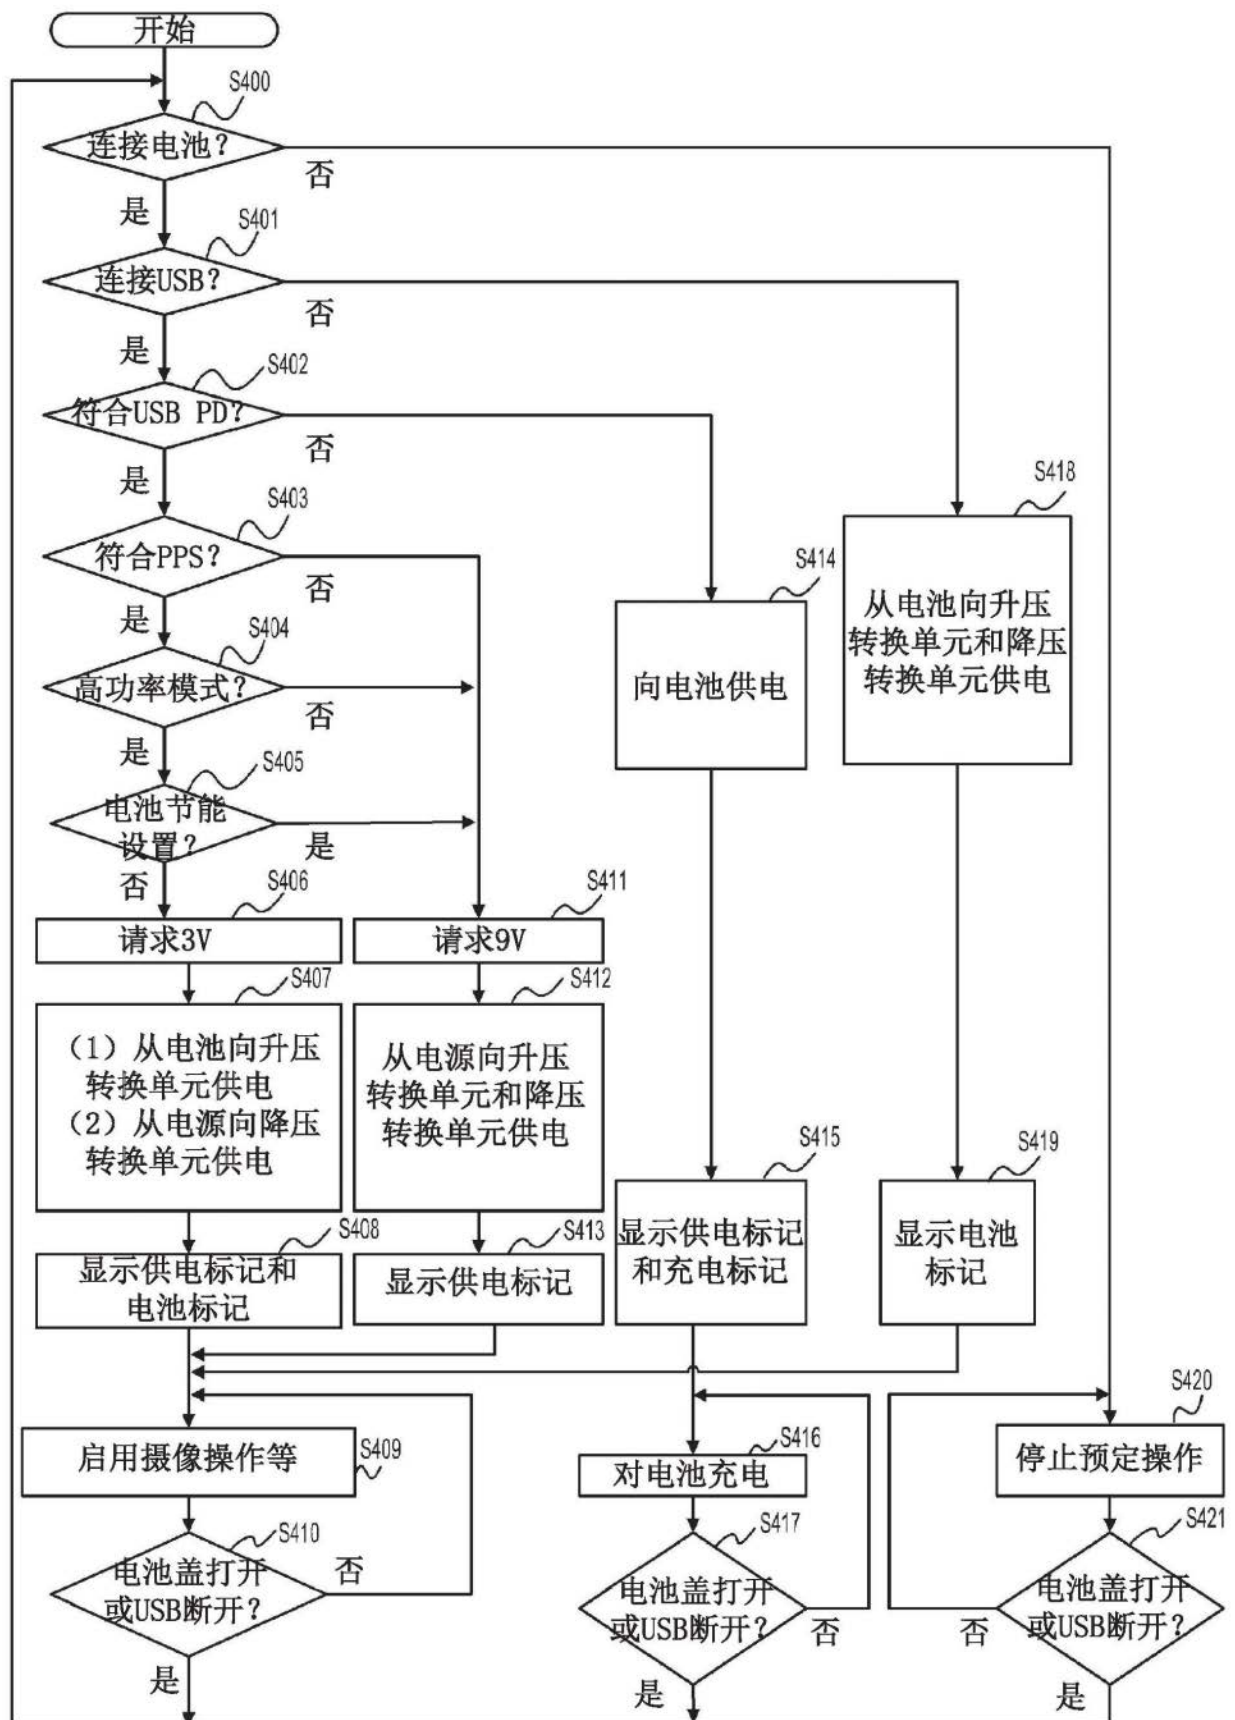 开始
S400
连接电池?
否
是
S401
连接USB?
否
是
S402
符合USB PD?
否
是
S403
符合PPS?
否
是
S404
高功率模式?
否
是
S405
电池节能
设置?
是
否
S406
请求3V
S407
（1）从电池向升压
转换单元供电
（2）从电源向降压
转换单元供电
S408
显示供电标记和
电池标记
启用摄像操作等
S409
S410
电池盖打开
或USB断开?
否
是
S411
请求9V
S412
从电源向升压
转换单元和降压
转换单元供电
S413
显示供电标记
S414
向电池供电
S415
显示供电标记
和充电标记
S416
对电池充电
S417
电池盖打开
或USB断开?
否
是
S418
从电池向升压
转换单元和降压
转换单元供电
S419
显示电池
标记
S420
停止预定操作
S421
电池盖打开
或USB断开?
否
是